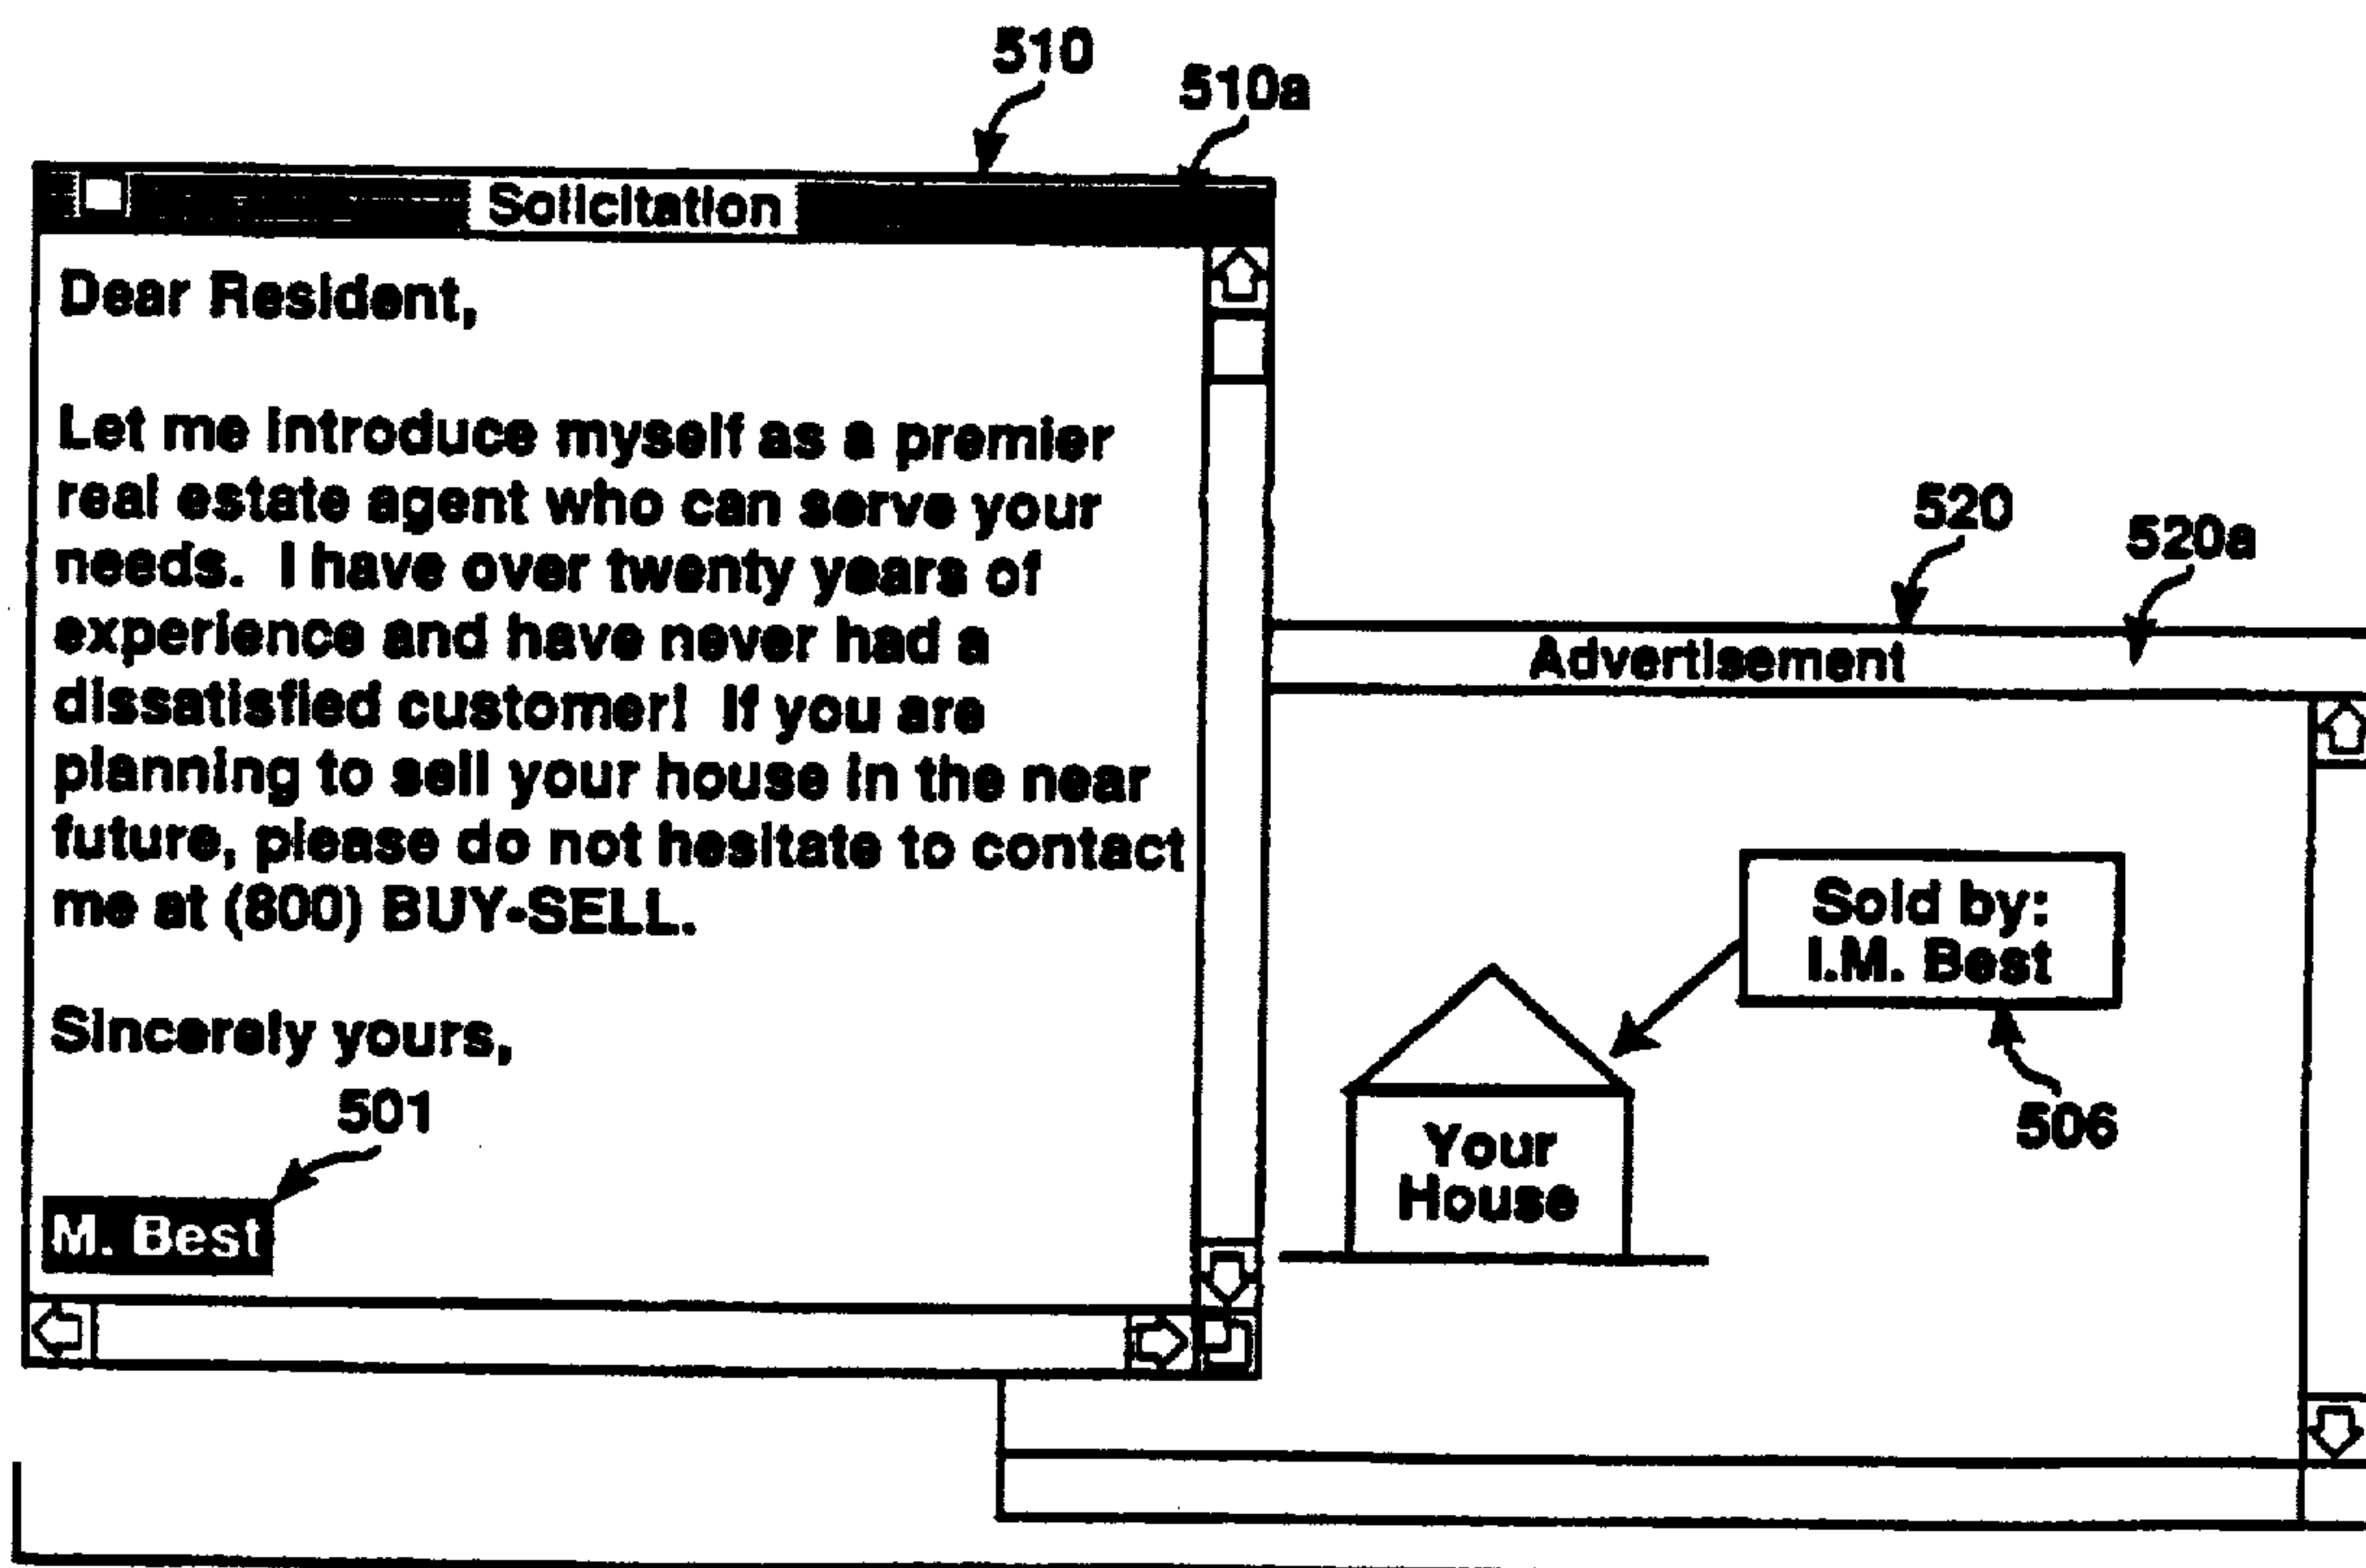 510
510a
Solicitation
Dear Resident,
Let me introduce myself as a premier
real estate agent who can serve your
needs. I have over twenty years of
experience and have never had a
dissatisfied customer! If you are
planning to sell your house in the near
future, please do not hesitate to contact
me at (800) BUY-SELL.
Sincerely yours,
501
M. Best
520
520a
Advertisement
Sold by:
I.M. Best
506
Your
House